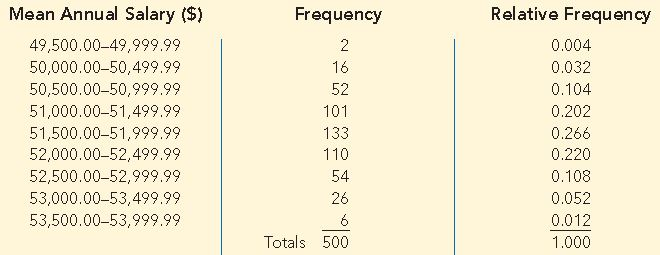 Mean Annual Salary ($) Frequency Relative Frequency
49,500.00–49,999.99 2 0.004
50,000.00–50,499.99 16 0.032
50,500.00–50,999.99 52 0.104
51,000.00–51,499.99 101 0.202
51,500.00–51,999.99 133 0.266
52,000.00–52,499.99 110 0.220
52,500.00–52,999.99 54 0.108
53,000.00–53,499.99 26 0.052
53,500.00–53,999.99 6 0.012
Totals 500 1.000